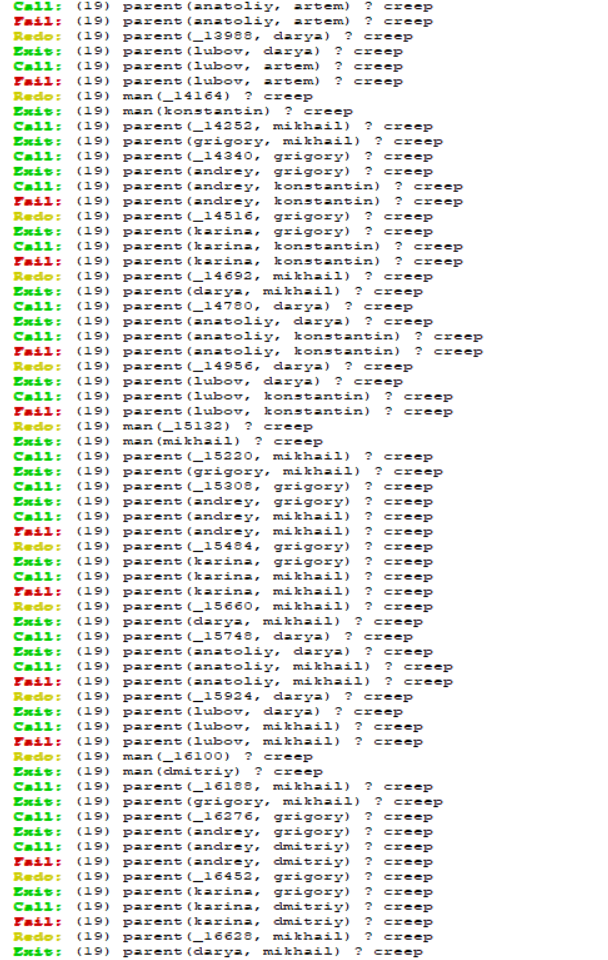 Call: (19) parent(anatoliy, artem) ? creep
Fail: (19) parent(anatoliy, artem) ? creep
Redo: (19) parent(_13988, darya) ? creep
Exit: (19) parent(lubov, darya) ? creep
Call: (19) parent(lubov, artem) ? creep
Fail: (19) parent(lubov, artem) ? creep
Redo: (19) man(_14164) ? creep
Exit: (19) man(konstantin) ? creep
Call: (19) parent(_14252, mikhail) ? creep
Exit: (19) parent(grigory, mikhail) ? creep
Call: (19) parent(_14340, grigory) ? creep
Exit: (19) parent(andrey, grigory) ? creep
Call: (19) parent(andrey, konstantin) ? creep
Fail: (19) parent(andrey, konstantin) ? creep
Redo: (19) parent(_14516, grigory) ? creep
Exit: (19) parent(karina, grigory) ? creep
Call: (19) parent(karina, konstantin) ? creep
Fail: (19) parent(karina, konstantin) ? creep
Redo: (19) parent(_14692, mikhail) ? creep
Exit: (19) parent(darya, mikhail) ? creep
Call: (19) parent(_14780, darya) ? creep
Exit: (19) parent(anatoliy, darya) ? creep
Call: (19) parent(anatoliy, konstantin) ? creep
Fail: (19) parent(anatoliy, konstantin) ? creep
Redo: (19) parent(_14956, darya) ? creep
Exit: (19) parent(lubov, darya) ? creep
Call: (19) parent(lubov, konstantin) ? creep
Fail: (19) parent(lubov, konstantin) ? creep
Redo: (19) man(_15132) ? creep
Exit: (19) man(mikhail) ? creep
Call: (19) parent(_15220, mikhail) ? creep
Exit: (19) parent(grigory, mikhail) ? creep
Call: (19) parent(_15308, grigory) ? creep
Exit: (19) parent(andrey, grigory) ? creep
Call: (19) parent(andrey, mikhail) ? creep
Fail: (19) parent(andrey, mikhail) ? creep
Redo: (19) parent(_15484, grigory) ? creep
Exit: (19) parent(karina, grigory) ? creep
Call: (19) parent(karina, mikhail) ? creep
Fail: (19) parent(karina, mikhail) ? creep
Redo: (19) parent(_15660, mikhail) ? creep
Exit: (19) parent(darya, mikhail) ? creep
Call: (19) parent(_15748, darya) ? creep
Exit: (19) parent(anatoliy, darya) ? creep
Call: (19) parent(anatoliy, mikhail) ? creep
Fail: (19) parent(anatoliy, mikhail) ? creep
Redo: (19) parent(_15924, darya) ? creep
Exit: (19) parent(lubov, darya) ? creep
Call: (19) parent(lubov, mikhail) ? creep
Fail: (19) parent(lubov, mikhail) ? creep
Redo: (19) man(_16100) ? creep
Exit: (19) man(dmitriy) ? creep
Call: (19) parent(_16188, mikhail) ? creep
Exit: (19) parent(grigory, mikhail) ? creep
Call: (19) parent(_16276, grigory) ? creep
Exit: (19) parent(andrey, grigory) ? creep
Call: (19) parent(andrey, dmitriy) ? creep
Fail: (19) parent(andrey, dmitriy) ? creep
Redo: (19) parent(_16452, grigory) ? creep
Exit: (19) parent(karina, grigory) ? creep
Call: (19) parent(karina, dmitriy) ? creep
Fail: (19) parent(karina, dmitriy) ? creep
Redo: (19) parent(_16628, mikhail) ? creep
Exit: (19) parent(darya, mikhail) ? creep